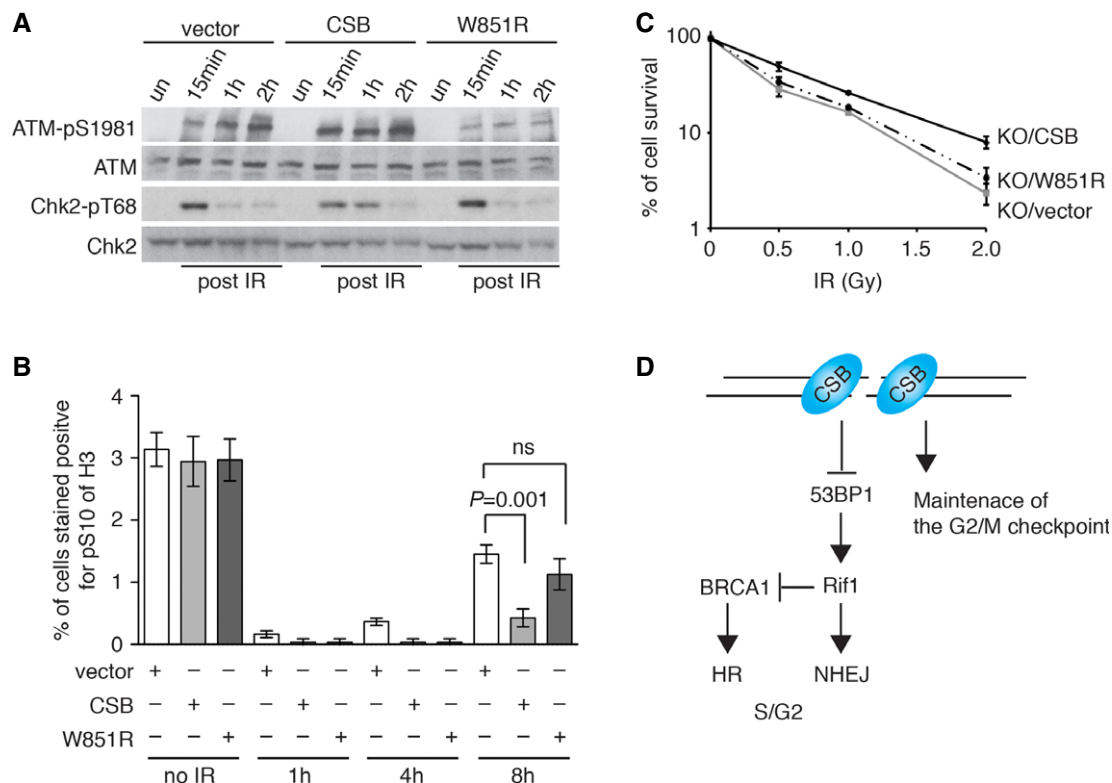 A
vector CSB W851R
un 15min 1h 2h un 15min 1h 2h un 15min 1h 2h
ATM-pS1981
ATM
Chk2-pT68
Chk2
post IR post IR post IR
B
% of cells stained positve
for pS10 of H3
4
3
2
1
0
P=0.001
ns
vector + – – + – – + – – + – –
CSB – + – – + – – + – – + –
W851R – – + – – + – – + – – +
no IR 1h 4h 8h
C
% of cell survival
100
10
1
0 0.5 1.0 1.5 2.0
IR (Gy)
KO/CSB
KO/W851R
KO/vector
D
CSB CSB
53BP1
Maintenace of
the G2/M checkpoint
BRCA1 Rif1
HR NHEJ
S/G2